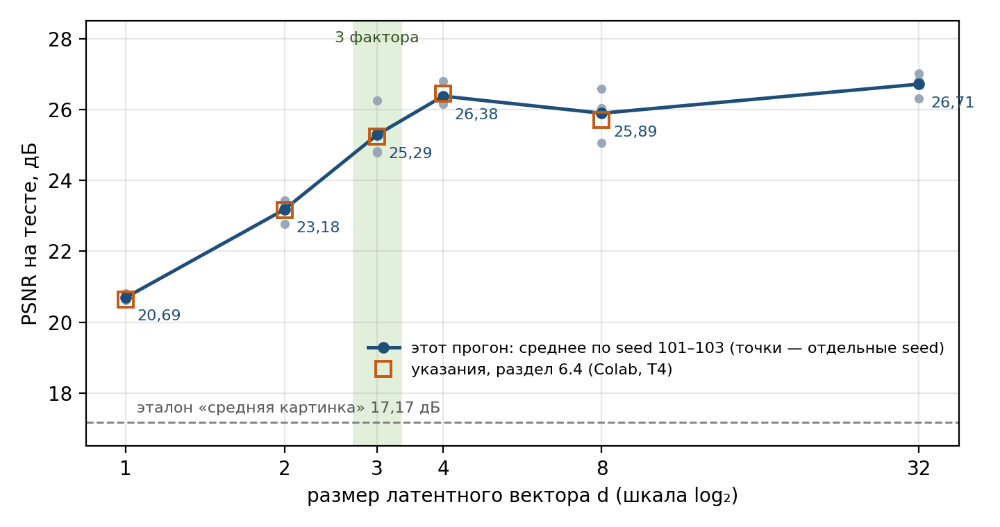 28
26
24
22
20
18
PSNR на тесте, дБ
3 фактора
20,69
23,18
25,29
26,38
25,89
26,71
этот прогон: среднее по seed 101–103 (точки — отдельные seed)
указания, раздел 6.4 (Colab, T4)
эталон «средняя картинка» 17,17 дБ
1 2 3 4 8 32
размер латентного вектора d (шкала log₂)